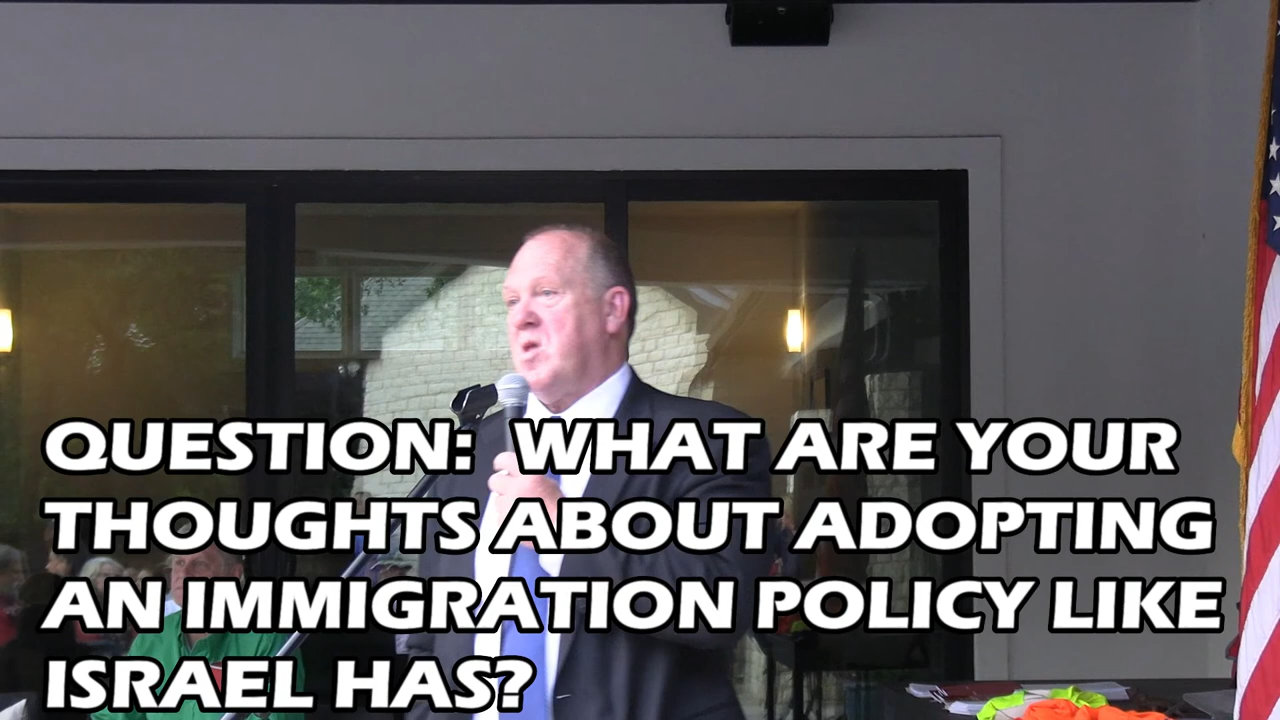 QUESTION:  WHAT ARE YOUR
THOUGHTS ABOUT ADOPTING
AN IMMIGRATION POLICY LIKE
ISRAEL HAS?